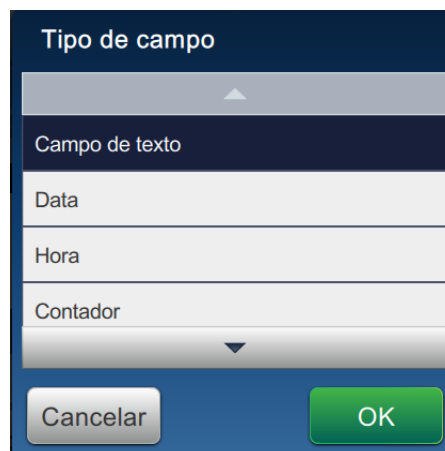 Tipo de campo
Campo de texto
Data
Hora
Contador
Cancelar
OK